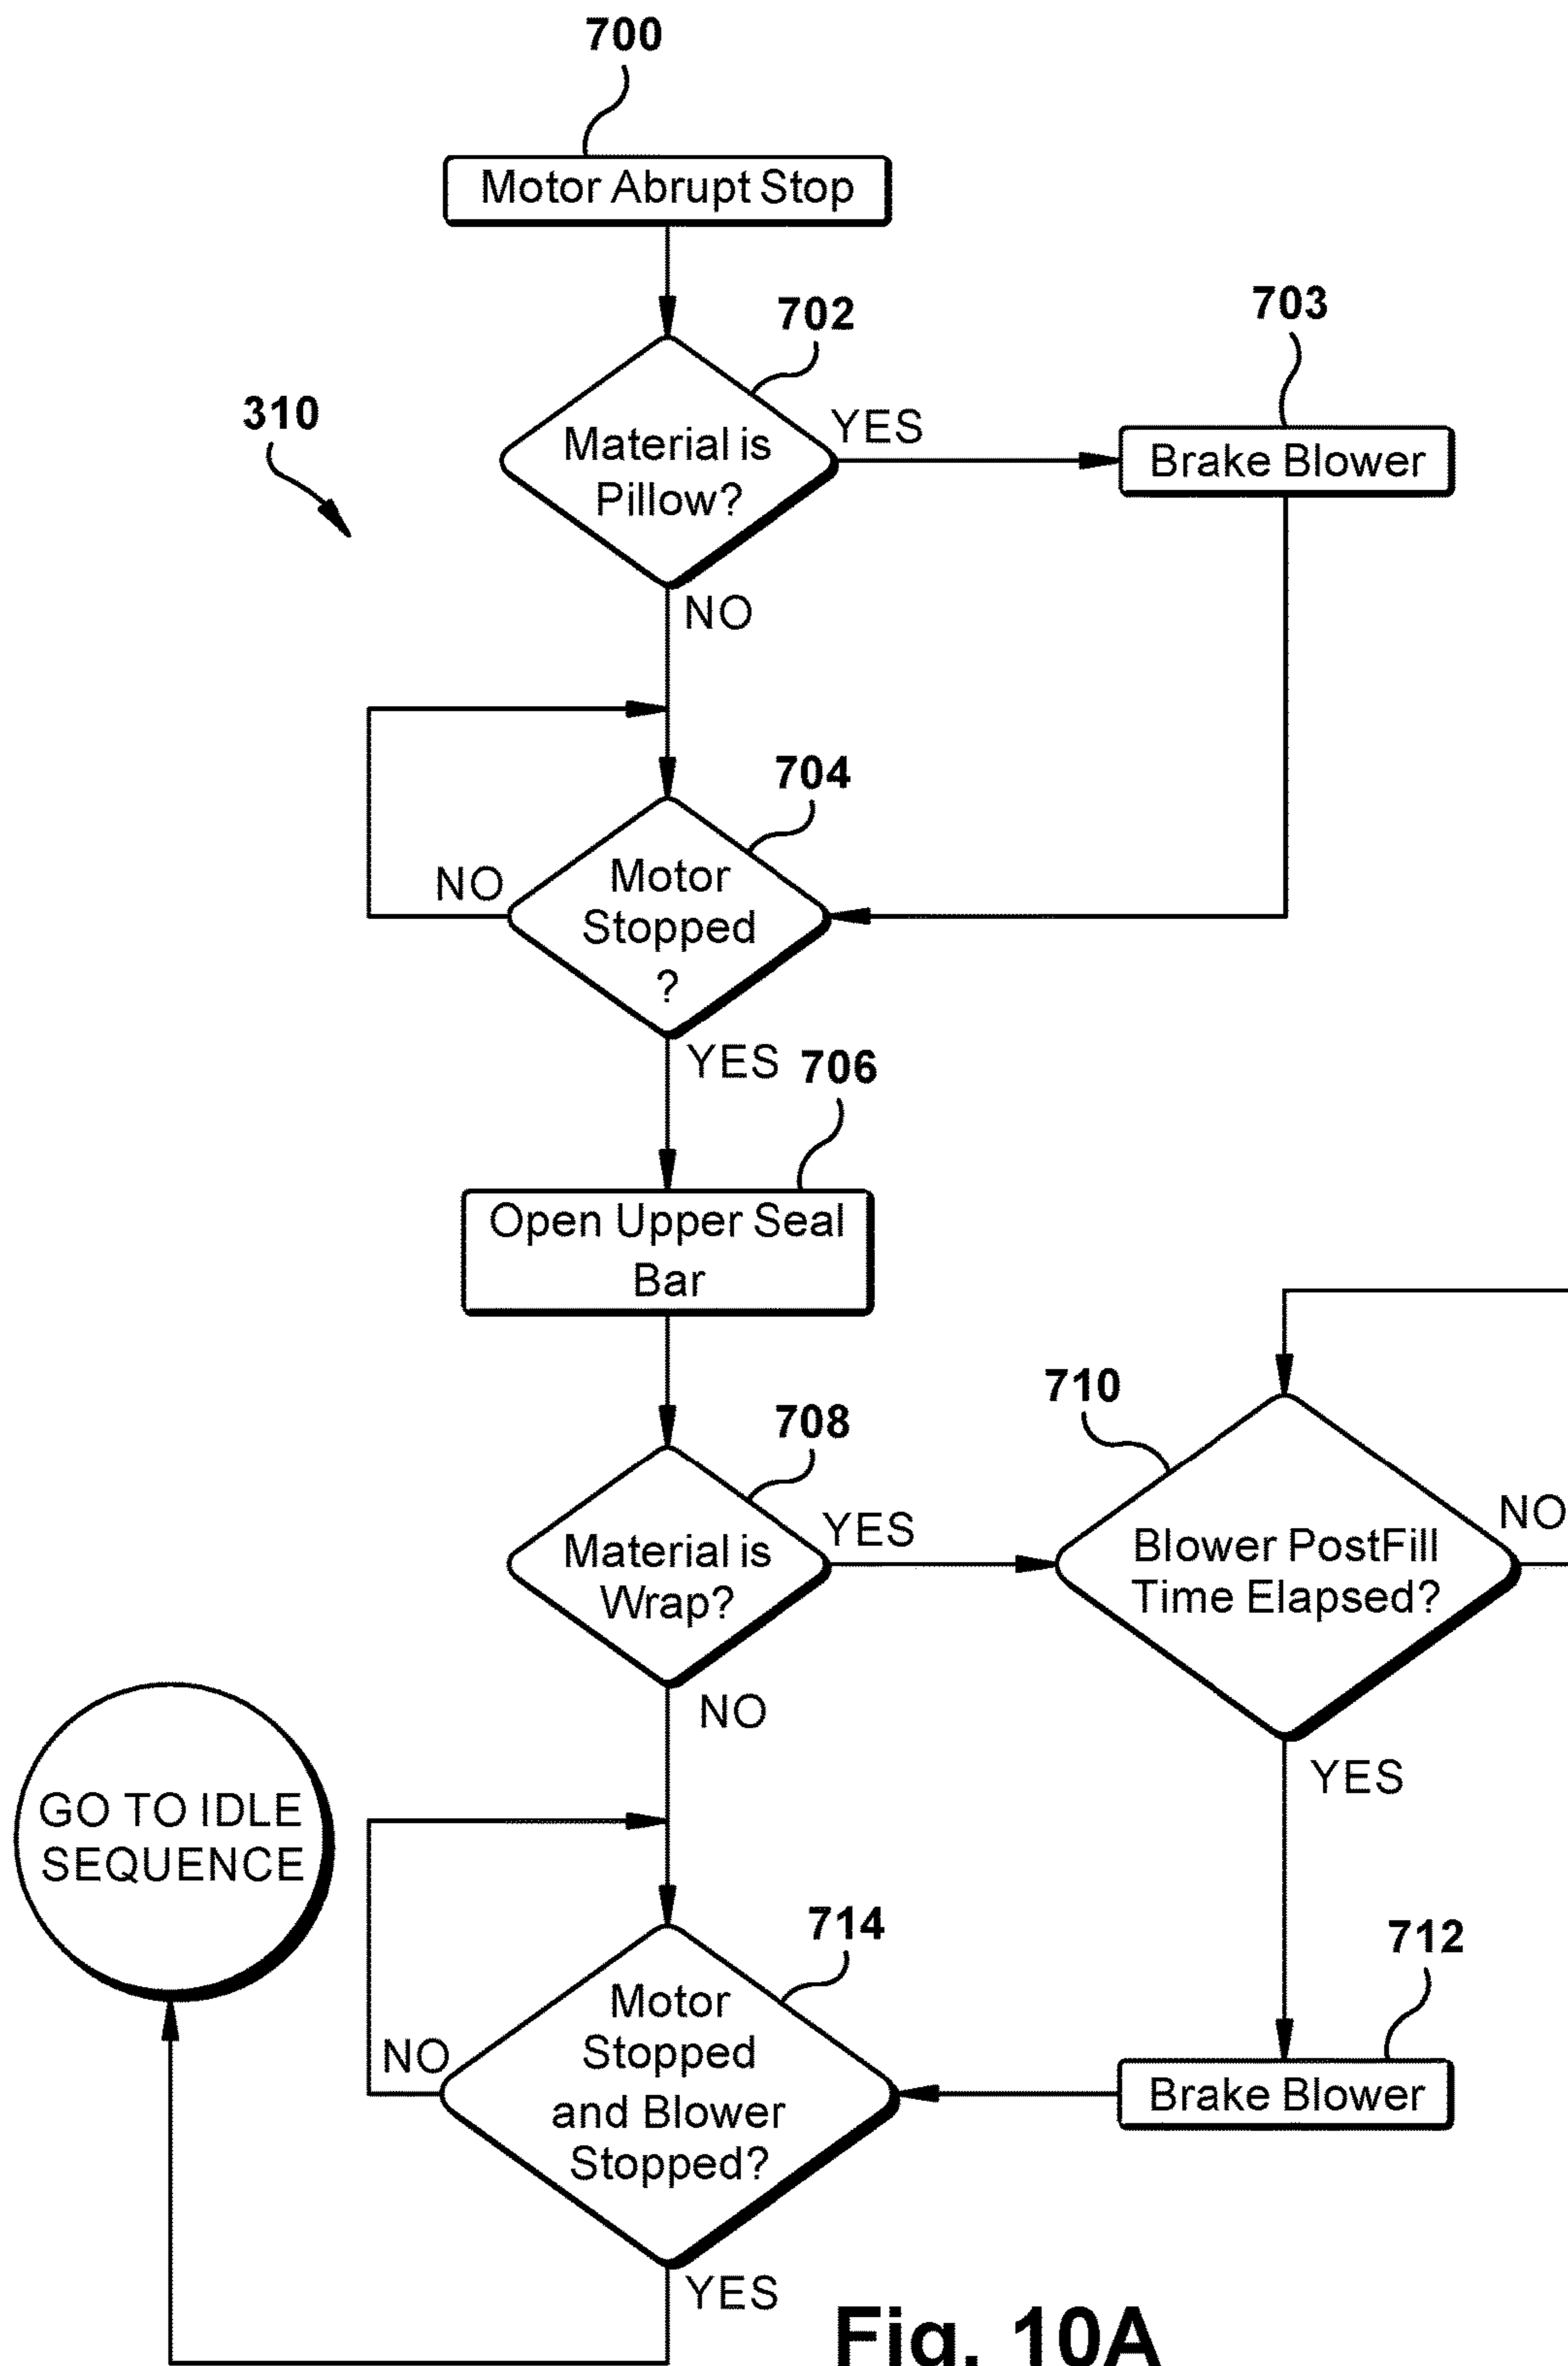 700
Motor Abrupt Stop
702
703
310
YES
Material is
Pillow?
Brake Blower
NO
704
NO
Motor
Stopped
?
YES
706
Open Upper Seal
Bar
710
708
YES
NO
Material is
Wrap?
Blower PostFill
Time Elapsed?
NO
YES
GO TO IDLE
SEQUENCE
714
712
NO
Motor
Stopped
and Blower
Stopped?
Brake Blower
YES
Fig. 10A